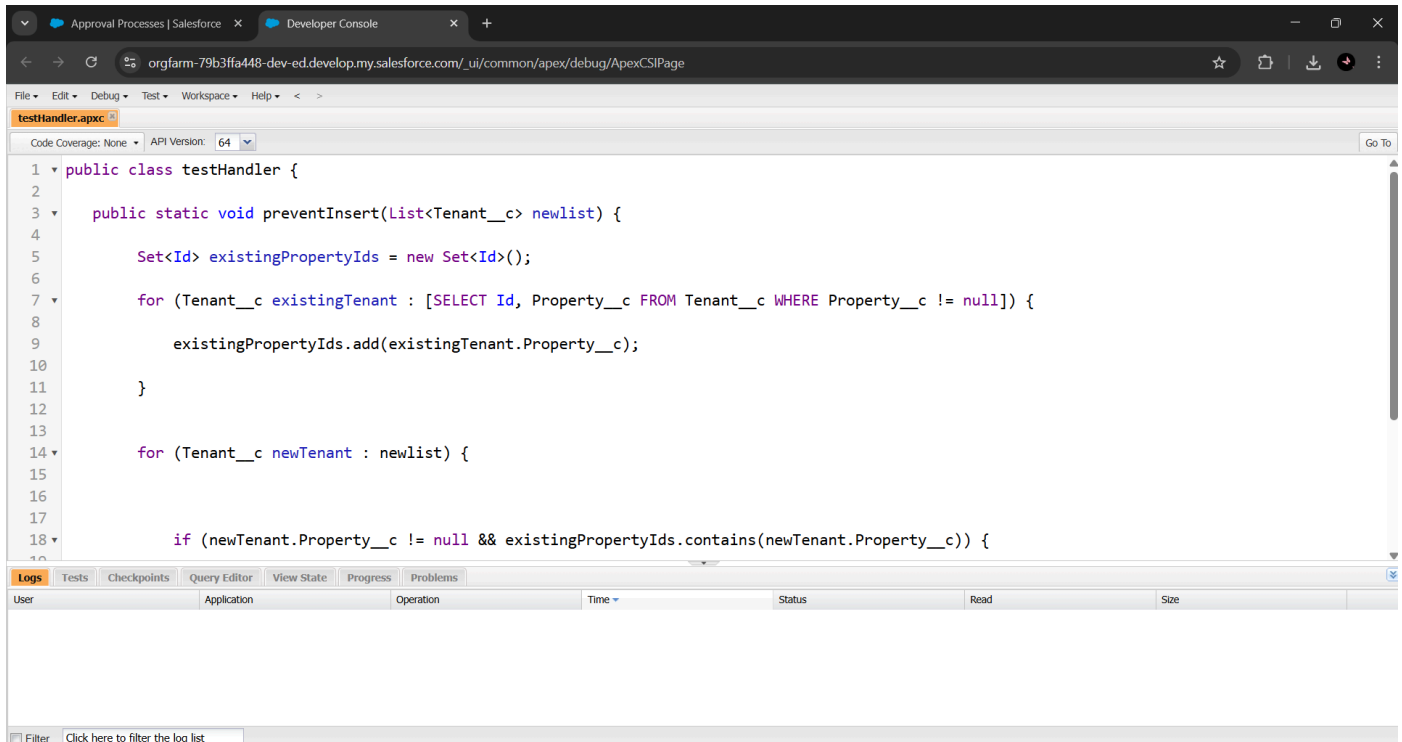 Approval Processes | Salesforce
Developer Console
orgfarm-79b3ffa448-dev-ed.develop.my.salesforce.com/_ui/common/apex/debug/ApexCSIPage
File Edit Debug Test Workspace Help < >
testHandler.apxc
Code Coverage: None API Version: 64 Go To
1 public class testHandler {
2
3 public static void preventInsert(List<Tenant__c> newlist) {
4
5 Set<Id> existingPropertyIds = new Set<Id>();
6
7 for (Tenant__c existingTenant : [SELECT Id, Property__c FROM Tenant__c WHERE Property__c != null]) {
8
9 existingPropertyIds.add(existingTenant.Property__c);
10
11 }
12
13
14 for (Tenant__c newTenant : newlist) {
15
16
17
18 if (newTenant.Property__c != null && existingPropertyIds.contains(newTenant.Property__c)) {
Logs Tests Checkpoints Query Editor View State Progress Problems
User Application Operation Time Status Read Size
Filter Click here to filter the log list